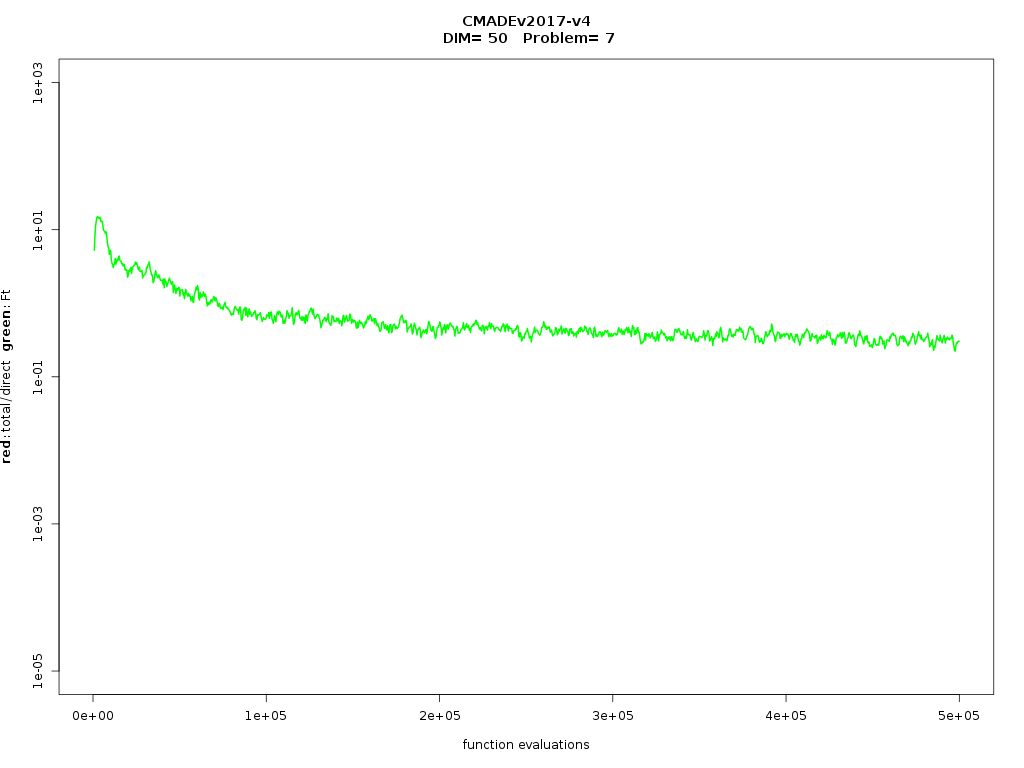 CMADEv2017-v4
DIM= 50 Problem= 7
red:total/direct green:Ft
1e+03
1e+01
1e-01
1e-03
1e-05
0e+00 1e+05 2e+05 3e+05 4e+05 5e+05
function evaluations